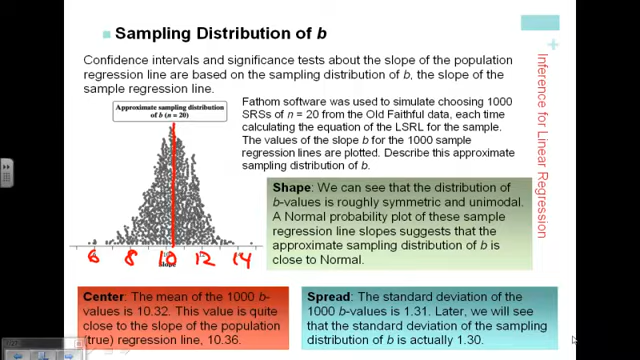 Sampling Distribution of b
Confidence intervals and significance tests about the slope of the population
regression line are based on the sampling distribution of b, the slope of the
sample regression line.
Approximate sampling distribution
of b (n = 20)
Fathom software was used to simulate choosing 1000
SRSs of n = 20 from the Old Faithful data, each time
calculating the equation of the LSRL for the sample.
The values of the slope b for the 1000 sample
regression lines are plotted. Describe this approximate
sampling distribution of b.
6 8 10 12 14
Slope
Shape: We can see that the distribution of
b-values is roughly symmetric and unimodal.
A Normal probability plot of these sample
regression line slopes suggests that the
approximate sampling distribution of b is
close to Normal.
Center: The mean of the 1000 b-
values is 10.32. This value is quite
close to the slope of the population
(true) regression line, 10.36.
Spread: The standard deviation of the
1000 b-values is 1.31. Later, we will see
that the standard deviation of the sampling
distribution of b is actually 1.30.
+
Inference for Linear Regression